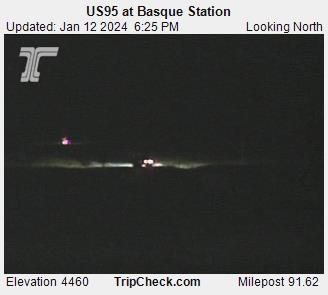 US95 at Basque Station
Updated: Jan 12 2024 6:25 PM Looking North
Elevation 4460 TripCheck.com Milepost 91.62